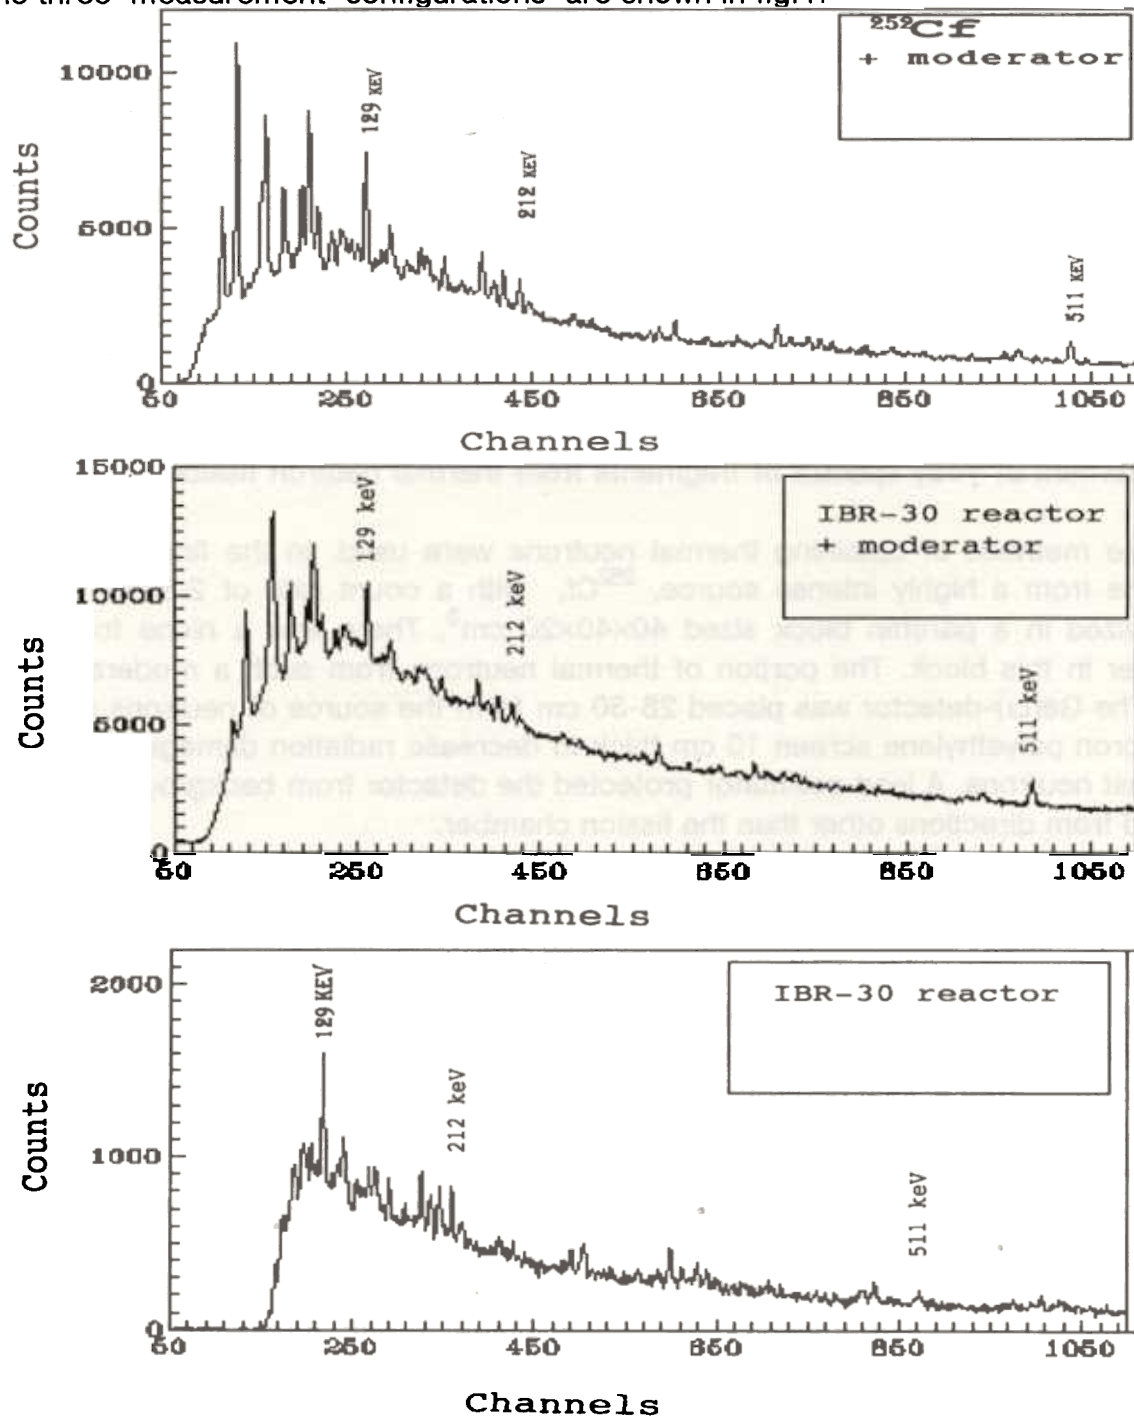 three measurement configurations are shown in
²⁵²Cf
+ moderator
10000
129 KEV
Counts
212 KEV
5000
511 KEV
0
50 250 450 650 850 1050
Channels
15000
129 keV
IBR-30 reactor
+ moderator
10000
212 keV
Counts
5000
511 keV
0
50 250 450 650 850 1050
Channels
2000
129 KEV
IBR-30 reactor
212 keV
Counts
1000
511 keV
0
50 250 450 650 850 1050
Channels